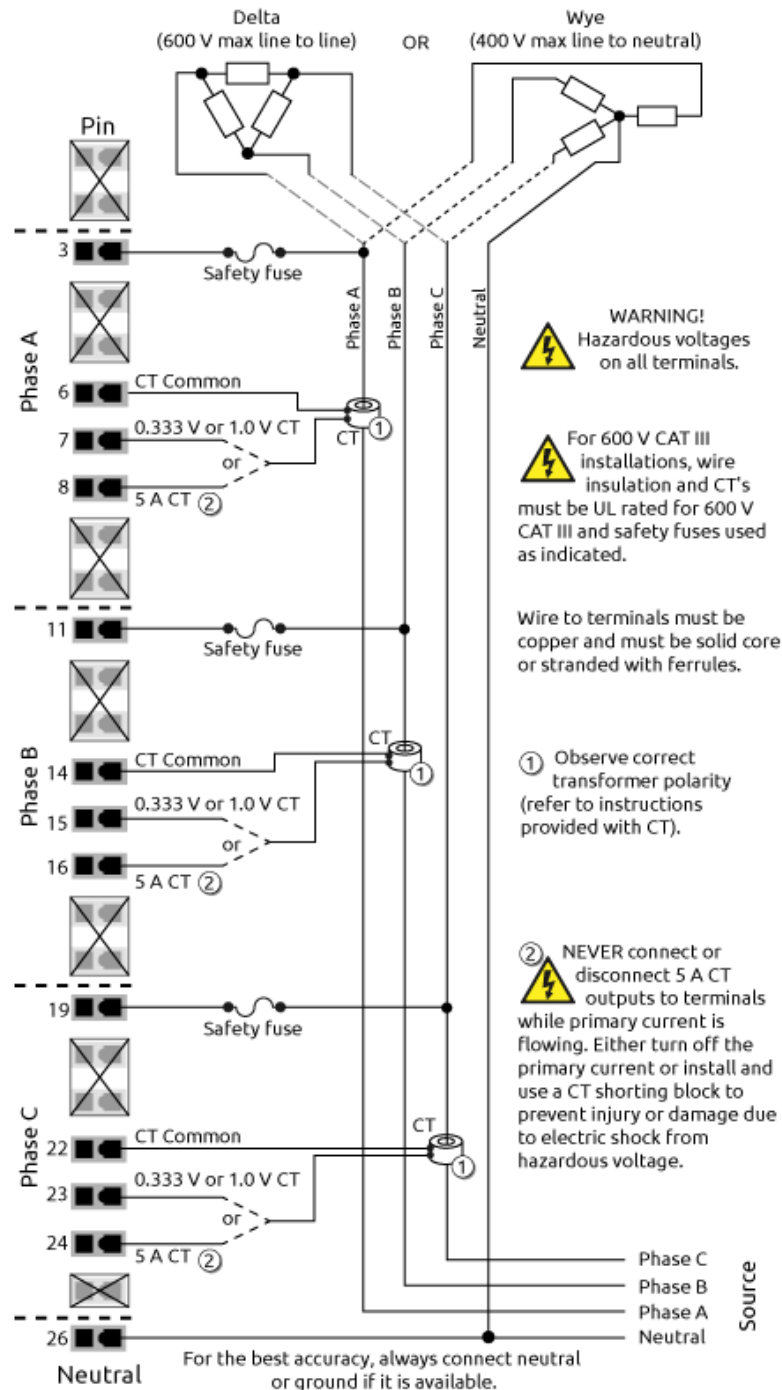 Delta
(600 V max line to line)
OR
Wye
(400 V max line to neutral)
Pin
3
Safety fuse
Phase A
Phase B
Phase C
Neutral
Phase A
6
CT Common
7
0.333 V or 1.0 V CT
or
8
5 A CT ②
CT
①
11
Safety fuse
Phase B
14
CT Common
15
0.333 V or 1.0 V CT
or
16
5 A CT ②
CT
①
19
Safety fuse
Phase C
22
CT Common
23
0.333 V or 1.0 V CT
or
24
5 A CT ②
CT
①
26
Neutral
WARNING!
Hazardous voltages
on all terminals.
For 600 V CAT III
installations, wire
insulation and CT's
must be UL rated for 600 V
CAT III and safety fuses used
as indicated.
Wire to terminals must be
copper and must be solid core
or stranded with ferrules.
① Observe correct
transformer polarity
(refer to instructions
provided with CT).
② NEVER connect or
disconnect 5 A CT
outputs to terminals
while primary current is
flowing. Either turn off the
primary current or install and
use a CT shorting block to
prevent injury or damage due
to electric shock from
hazardous voltage.
Phase C
Phase B
Phase A
Neutral
Source
For the best accuracy, always connect neutral
or ground if it is available.